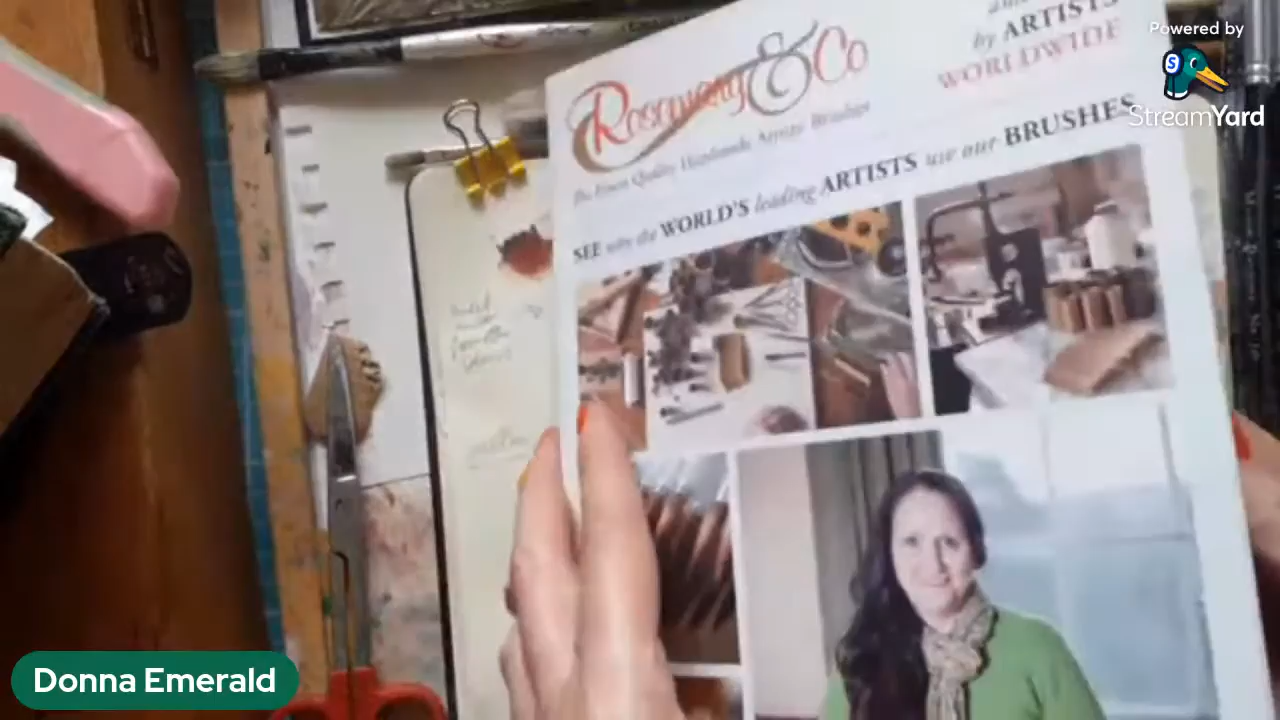 Powered by
StreamYard
by ARTISTS
WORLDWIDE
Rosemary & Co
The Finest Quality Handmade Artists Brushes
SEE why the WORLD'S leading ARTISTS use our BRUSHES
Donna Emerald